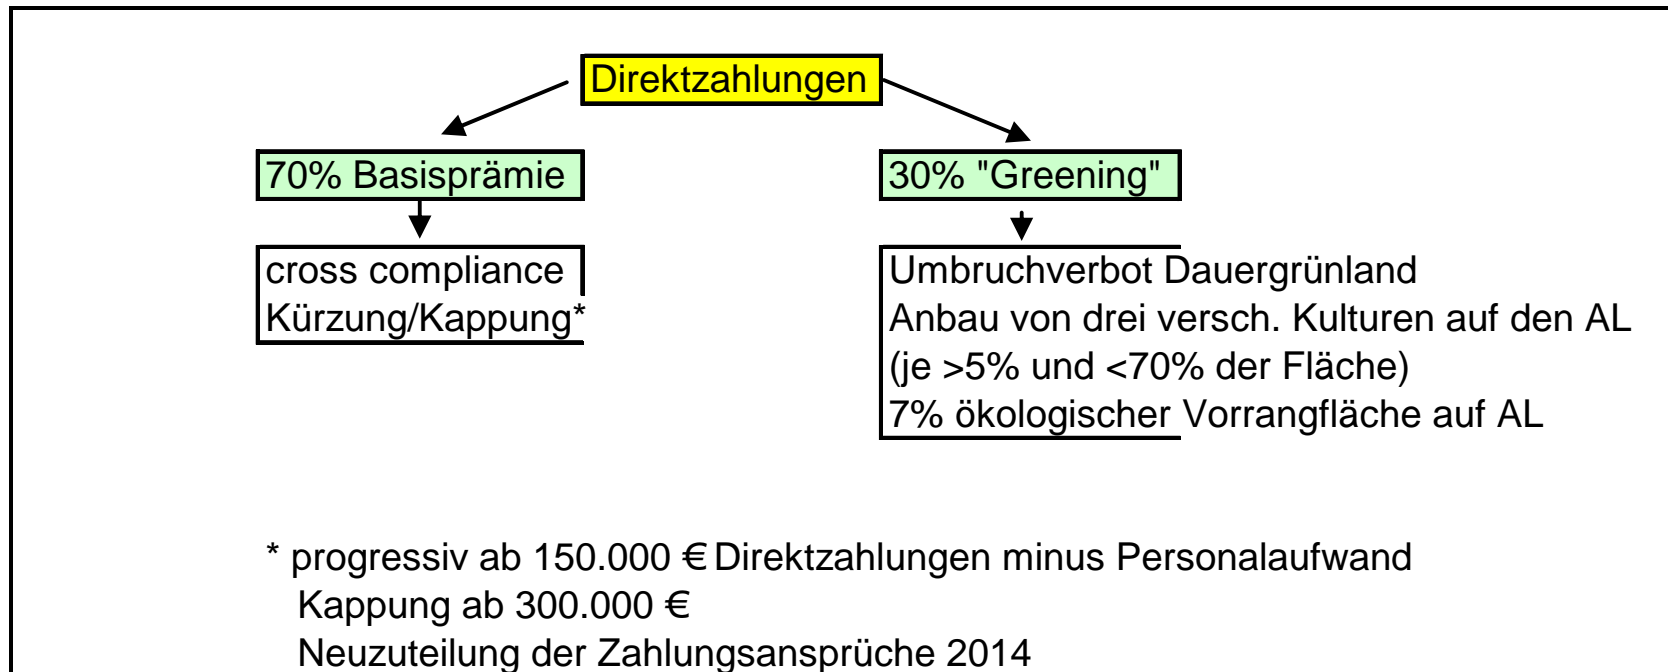 Direktzahlungen
70% Basisprämie
30% "Greening"
cross compliance
Kürzung/Kappung*
Umbruchverbot Dauergrünland
Anbau von drei versch. Kulturen auf den AL
(je >5% und <70% der Fläche)
7% ökologischer Vorrangfläche auf AL
* progressiv ab 150.000 € Direktzahlungen minus Personalaufwand
Kappung ab 300.000 €
Neuzuteilung der Zahlungsansprüche 2014